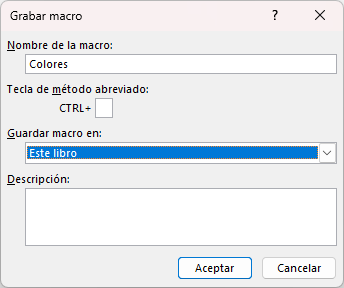 Grabar macro
Nombre de la macro:
Colores
Tecla de método abreviado:
CTRL+
Guardar macro en:
Este libro
Descripción:
Aceptar Cancelar